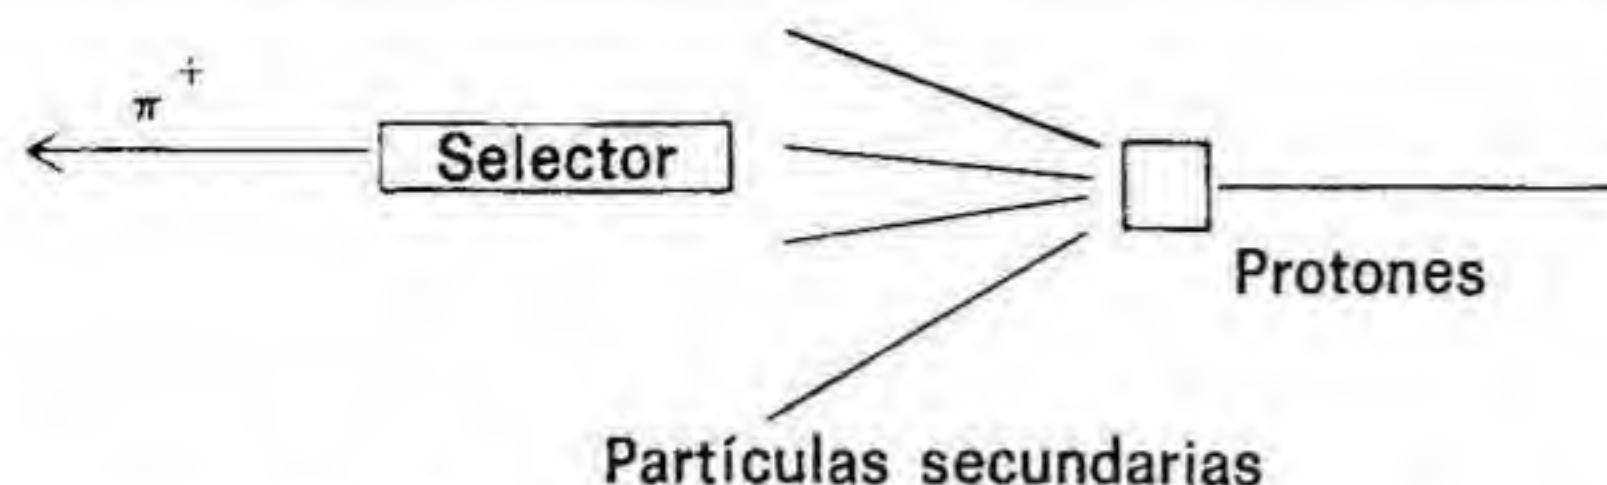 π +
Selector
Protones
Partículas secundarias